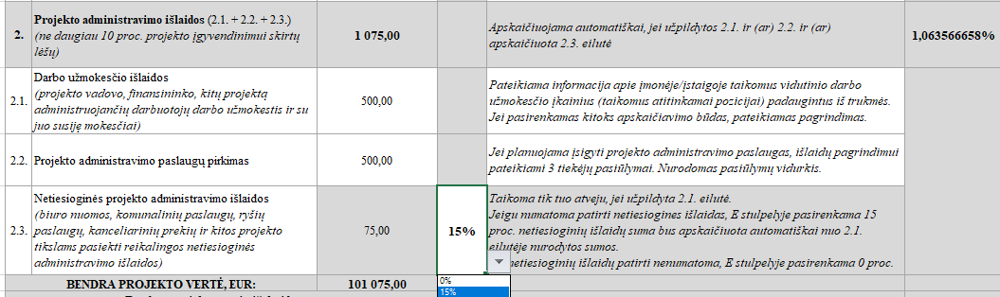 2.
Projekto administravimo išlaidos (2.1. + 2.2. + 2.3.)
(ne daugiau 10 proc. projekto įgyvendinimui skirtų
lėšų)
1 075,00
Apskaičiuojama automatiškai, jei užpildytos 2.1. ir (ar) 2.2. ir (ar)
apskaičiuota 2.3. eilutė
1,063566658%
2.1.
Darbo užmokesčio išlaidos
(projekto vadovo, finansininko, kitų projektą
administruojančių darbuotojų darbo užmokestis ir su
juo susiję mokesčiai)
500,00
Pateikiama informacija apie įmonėje/įstaigoje taikomus vidutinio darbo
užmokesčio įkainius (taikomus atitinkamai pozicijai) padaugintus iš trukmės.
Jei pasirenkamas kitoks apskaičiavimo būdas, pateikiamas pagrindimas.
2.2.
Projekto administravimo paslaugų pirkimas
500,00
Jei planuojama įsigyti projekto administravimo paslaugas, išlaidų pagrindimui
pateikiami 3 tiekėjų pasiūlymai. Nurodomas pasiūlymų vidurkis.
2.3.
Netiesioginės projekto administravimo išlaidos
(biuro nuomos, komunalinių paslaugų, ryšių
paslaugų, kanceliarinių prekių ir kitos projekto
tikslams pasiekti reikalingos netiesioginės
administravimo išlaidos)
75,00
15%
Taikoma tik tuo atveju, jei užpildyta 2.1. eilutė.
Jeigu numatoma patirti netiesiogines išlaidas, E stulpelyje pasirenkama 15
proc. netiesioginių išlaidų suma bus apskaičiuota automatiškai nuo 2.1.
eilutėje nurodytos sumos.
netiesioginių išlaidų patirti nenumatoma, E stulpelyje pasirenkama 0 proc.
BENDRA PROJEKTO VERTĖ, EUR:
101 075,00
0%
15%